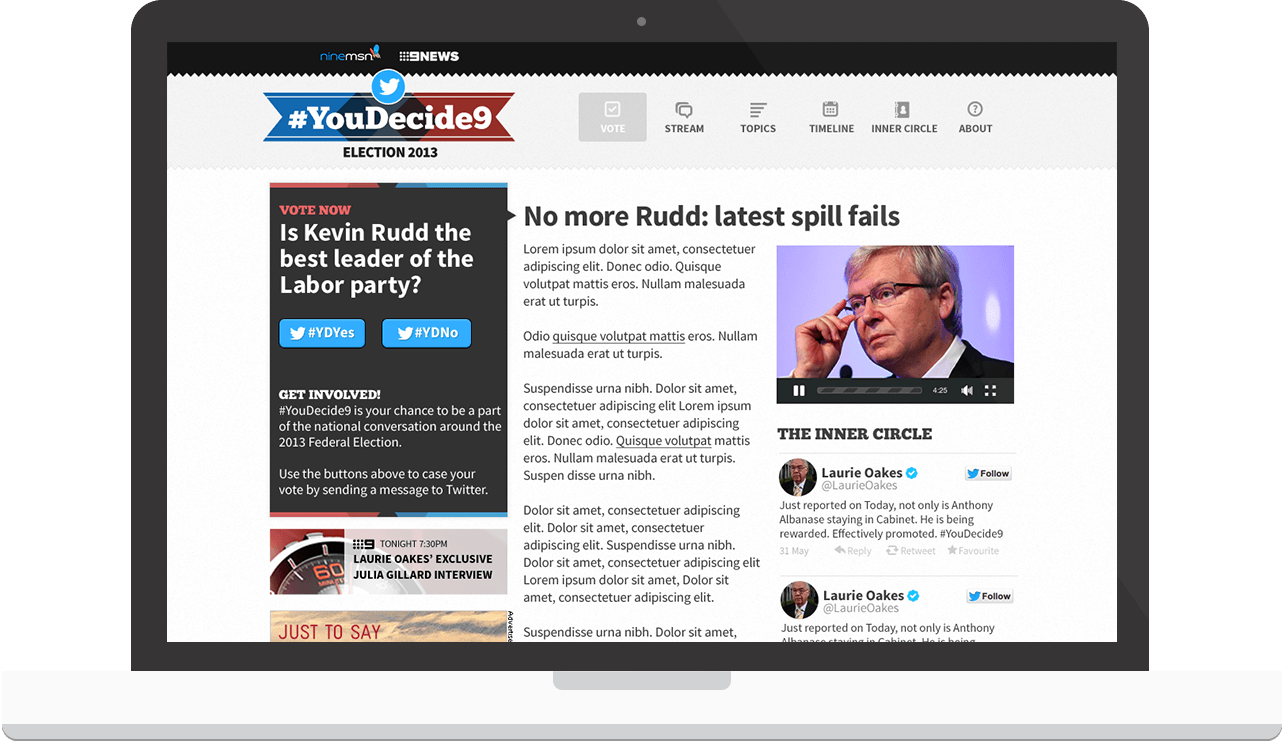 ninemsn
9NEWS
#YouDecide9
ELECTION 2013
VOTE
STREAM
TOPICS
TIMELINE
INNER CIRCLE
ABOUT
VOTE NOW
Is Kevin Rudd the
best leader of the
Labor party?
#YDYes
#YDNo
GET INVOLVED!
#YouDecide9 is your chance to be a part
of the national conversation around the
2013 Federal Election.
Use the buttons above to case your
vote by sending a message to Twitter.
9 TONIGHT 7:30PM
LAURIE OAKES' EXCLUSIVE
JULIA GILLARD INTERVIEW
JUST TO SAY
Advertise
No more Rudd: latest spill fails
Lorem ipsum dolor sit amet, consectetuer
adipiscing elit. Donec odio. Quisque
volutpat mattis eros. Nullam malesuada
erat ut turpis.
Odio quisque volutpat mattis eros. Nullam
malesuada erat ut turpis.
Suspendisse urna nibh. Dolor sit amet,
consectetuer adipiscing elit Lorem ipsum
dolor sit amet, consectetuer adipiscing
elit. Donec odio. Quisque volutpat mattis
eros. Nullam malesuada erat ut turpis.
Suspen disse urna nibh.
Dolor sit amet, consectetuer adipiscing
elit. Dolor sit amet, consectetuer
adipiscing elit. Suspendisse urna nibh.
Dolor sit amet, consectetuer adipiscing elit
Lorem ipsum dolor sit amet, Dolor sit
amet, consectetuer adipiscing elit.
Suspendisse urna nibh. Dolor sit amet,
4:25
THE INNER CIRCLE
Laurie Oakes
Follow
@LaurieOakes
Just reported on Today, not only is Anthony
Albanase staying in Cabinet. He is being
rewarded. Effectively promoted. #YouDecide9
31 May Reply Retweet Favourite
Laurie Oakes
Follow
@LaurieOakes
Just reported on Today, not only is Anthony
Albanase staying in Cabinet. He is being